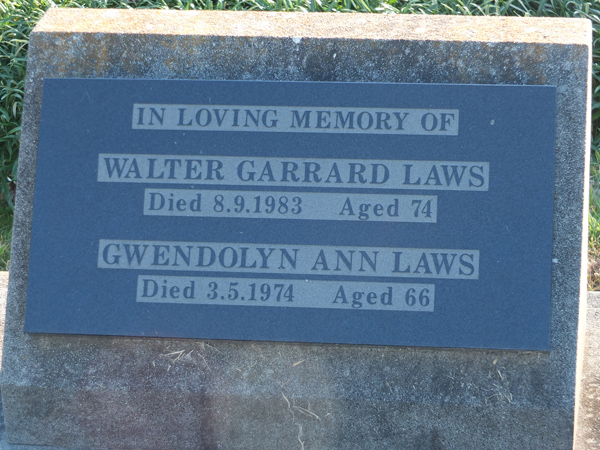 IN LOVING MEMORY OF
WALTER GARRARD LAWS
Died 8.9.1983 Aged 74
GWENDOLYN ANN LAWS
Died 3.5.1974 Aged 66